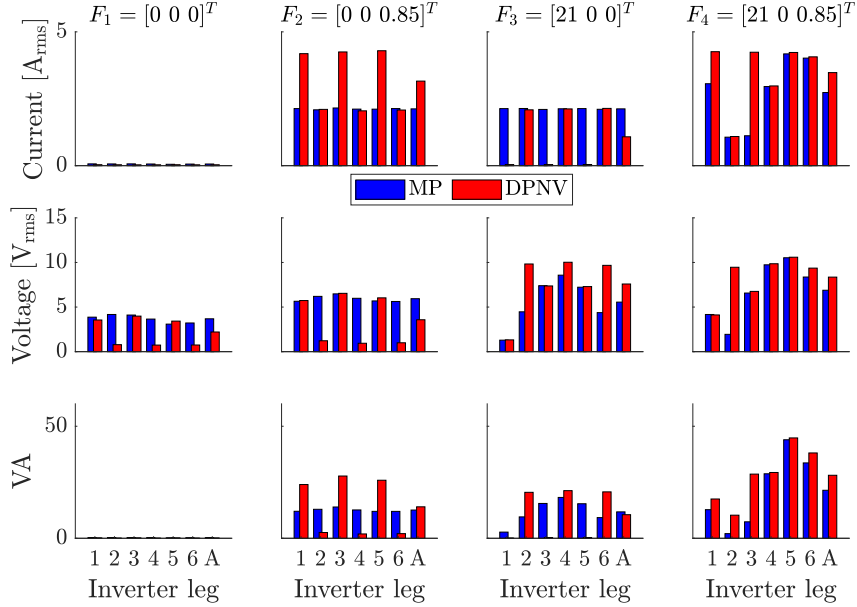 F₁ = [0 0 0]ᵀ F₂ = [0 0 0.85]ᵀ F₃ = [21 0 0]ᵀ F₄ = [21 0 0.85]ᵀ
Current [Aᵣₘₛ]
5
0
MP DPNV
Voltage [Vᵣₘₛ]
15
10
5
0
VA
50
0
1 2 3 4 5 6 A 1 2 3 4 5 6 A 1 2 3 4 5 6 A 1 2 3 4 5 6 A
Inverter leg Inverter leg Inverter leg Inverter leg